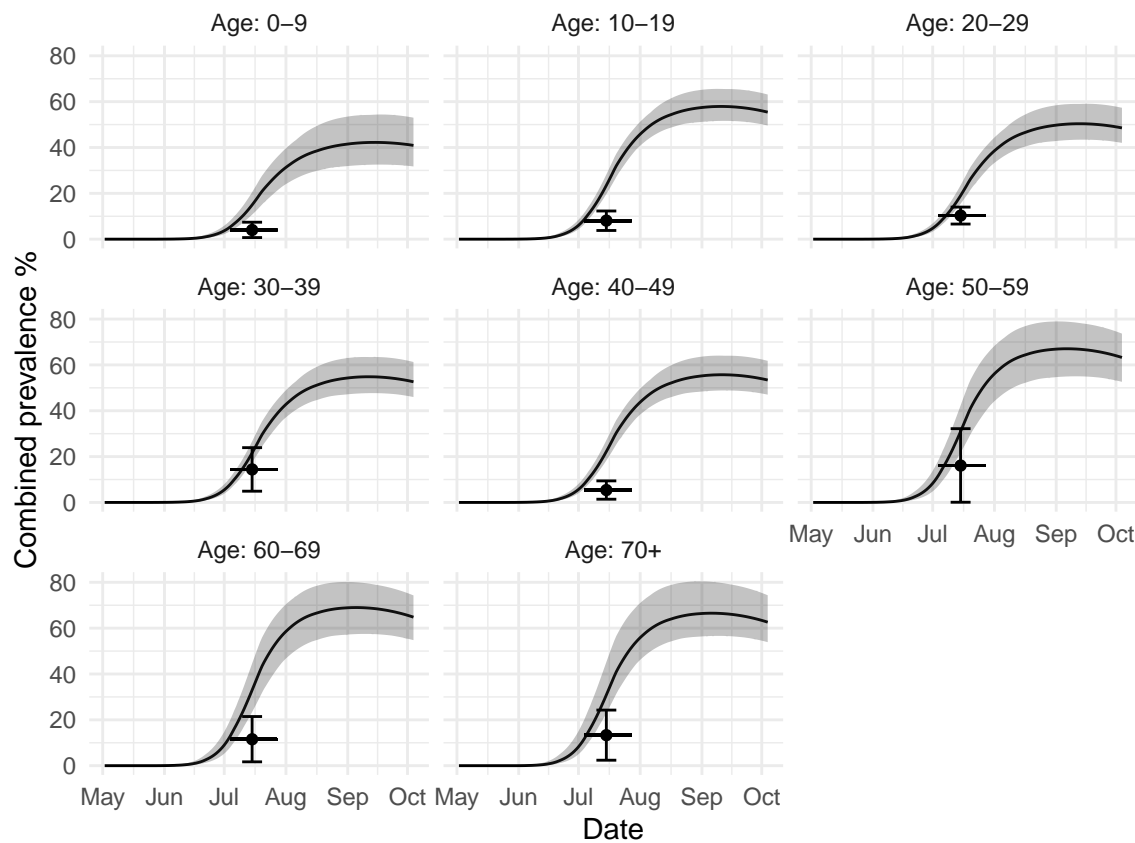 Age: 0–9
Age: 10–19
Age: 20–29
80
60
40
20
0
Age: 30–39
Age: 40–49
Age: 50–59
80
60
40
20
0
May Jun Jul Aug Sep Oct
Age: 60–69
Age: 70+
80
60
40
20
0
May Jun Jul Aug Sep Oct
May Jun Jul Aug Sep Oct
Combined prevalence %
Date